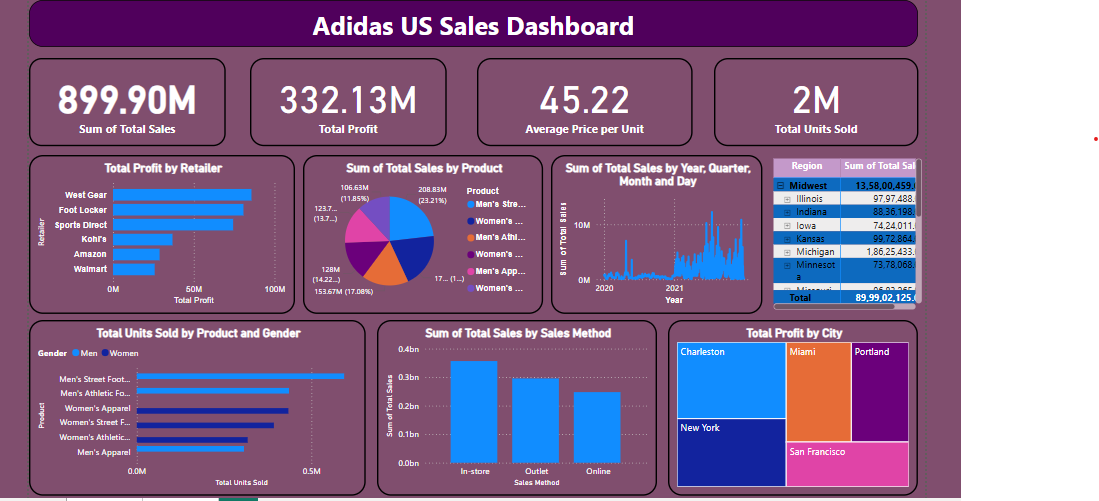 Adidas US Sales Dashboard
899.90M
Sum of Total Sales
332.13M
Total Profit
45.22
Average Price per Unit
2M
Total Units Sold
Total Profit by Retailer
Retailer
West Gear
Foot Locker
Sports Direct
Kohl's
Amazon
Walmart
0M 50M 100M
Total Profit
Sum of Total Sales by Product
106.63M
(11.85%)
208.83M
(23.21%)
123.7...
(13.7...)
128M
(14.22...)
153.67M (17.08%)
17... (1...)
Product
Men's Stre...
Women's ...
Men's Athl...
Women's ...
Men's App...
Women's ...
Sum of Total Sales by Year, Quarter,
Month and Day
Sum of Total Sales
10M
0M
2020 2021
Year
Region Sum of Total Sal
Midwest 13,58,00,459.
Illinois 97,97,488.
Indiana 88,36,198.
Iowa 74,24,011.
Kansas 99,72,864.
Michigan 1,86,25,433.
Minnesot
a 73,78,068.
Missouri
Total 89,99,02,125.
Total Units Sold by Product and Gender
Gender Men Women
Product
Men's Street Foot...
Men's Athletic Fo...
Women's Apparel
Women's Street F...
Women's Athletic...
Men's Apparel
0.0M 0.5M
Total Units Sold
Sum of Total Sales by Sales Method
Sum of Total Sales
0.4bn
0.3bn
0.2bn
0.1bn
0.0bn
In-store Outlet Online
Sales Method
Total Profit by City
Charleston
Miami
Portland
New York
San Francisco